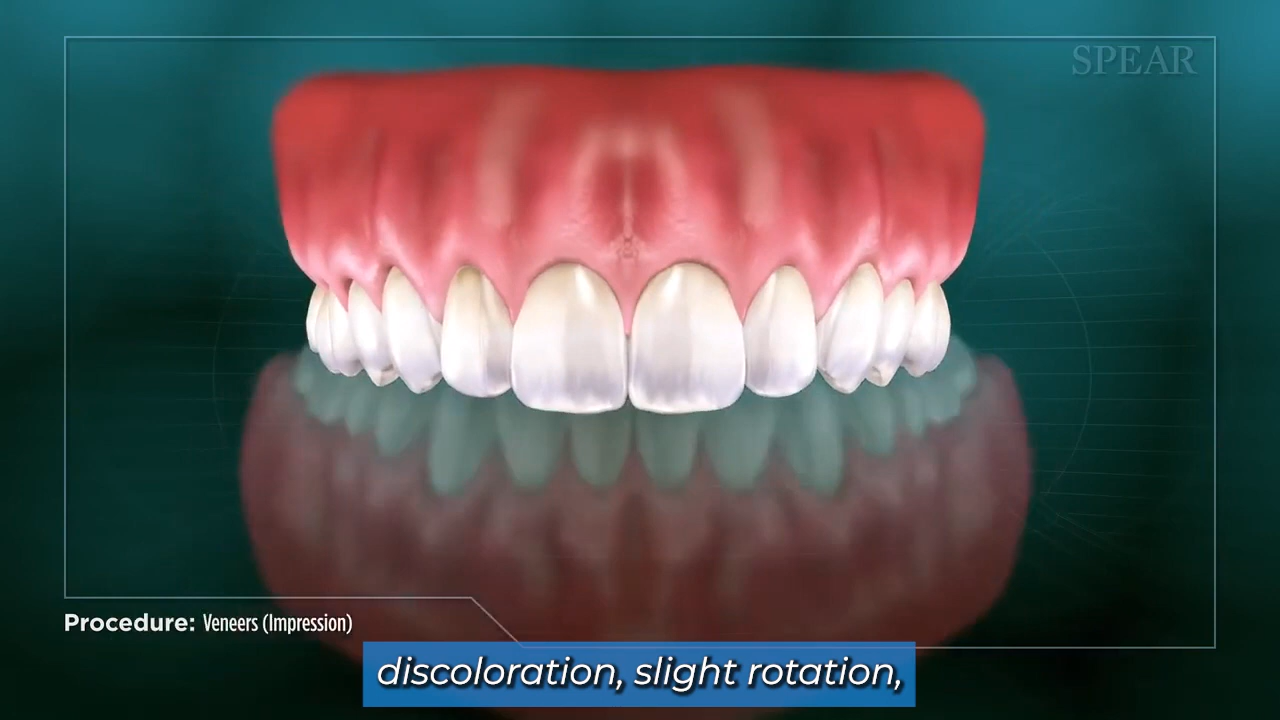 SPEAR
Procedure: Veneers (Impression)
discoloration, slight rotation,